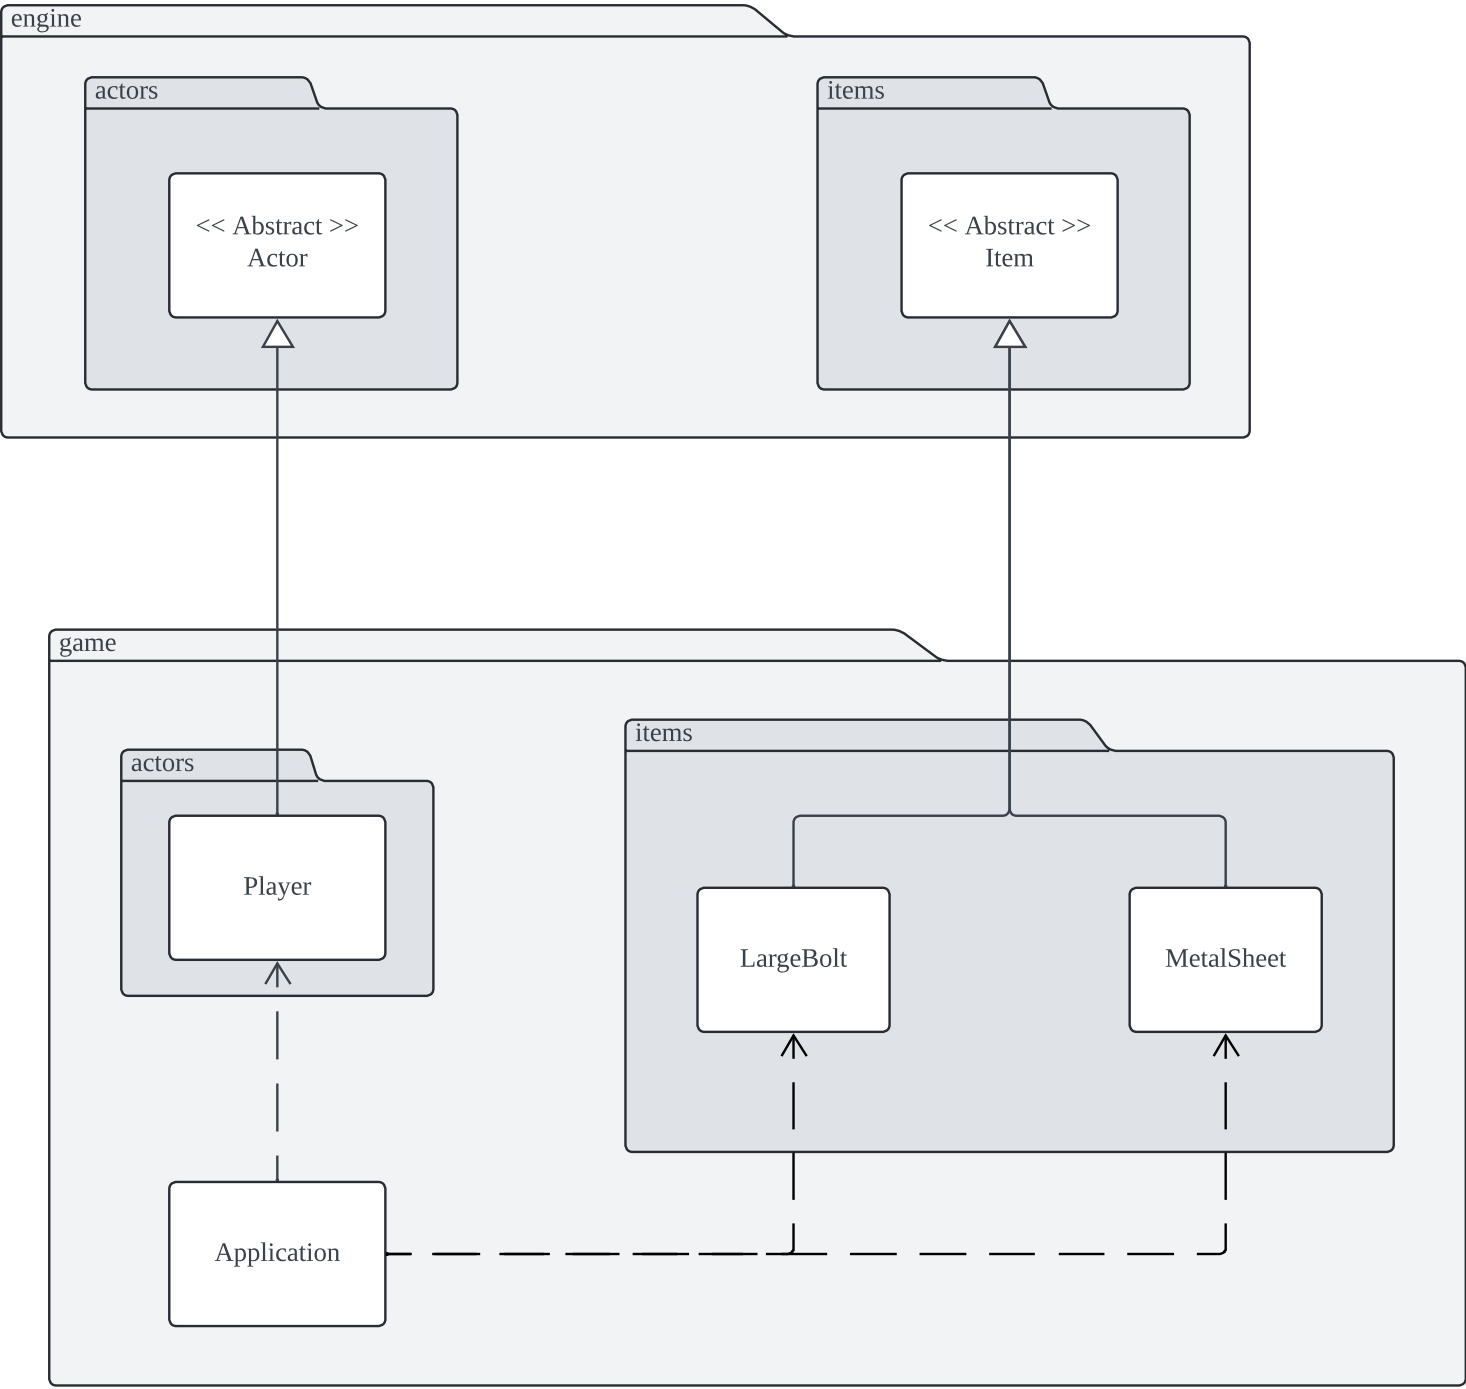 engine
actors
items
<< Abstract >>
Actor
<< Abstract >>
Item
game
items
actors
Player
LargeBolt
MetalSheet
Application